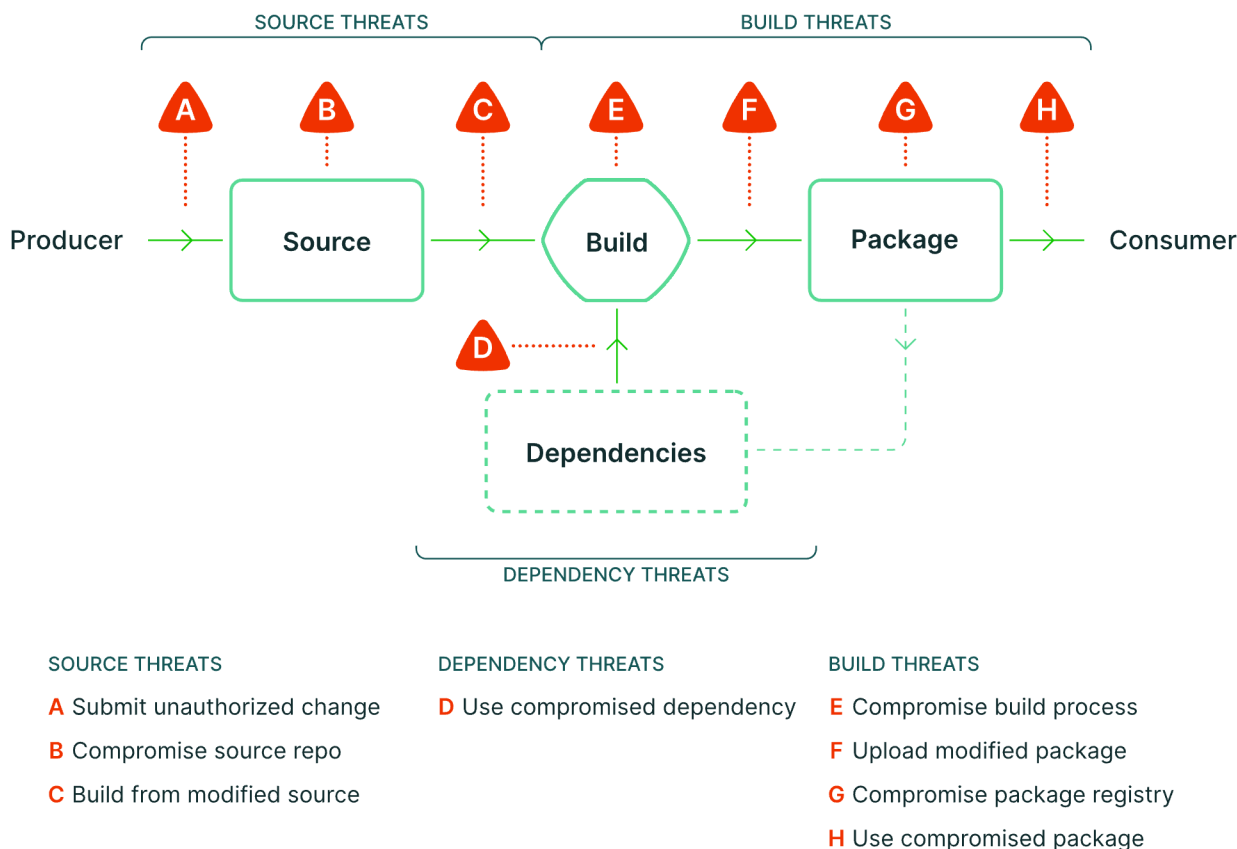 SOURCE THREATS
BUILD THREATS
A
B
C
E
F
G
H
Producer
Source
Build
Package
Consumer
D
Dependencies
DEPENDENCY THREATS
SOURCE THREATS
A Submit unauthorized change
B Compromise source repo
C Build from modified source
DEPENDENCY THREATS
D Use compromised dependency
BUILD THREATS
E Compromise build process
F Upload modified package
G Compromise package registry
H Use compromised package